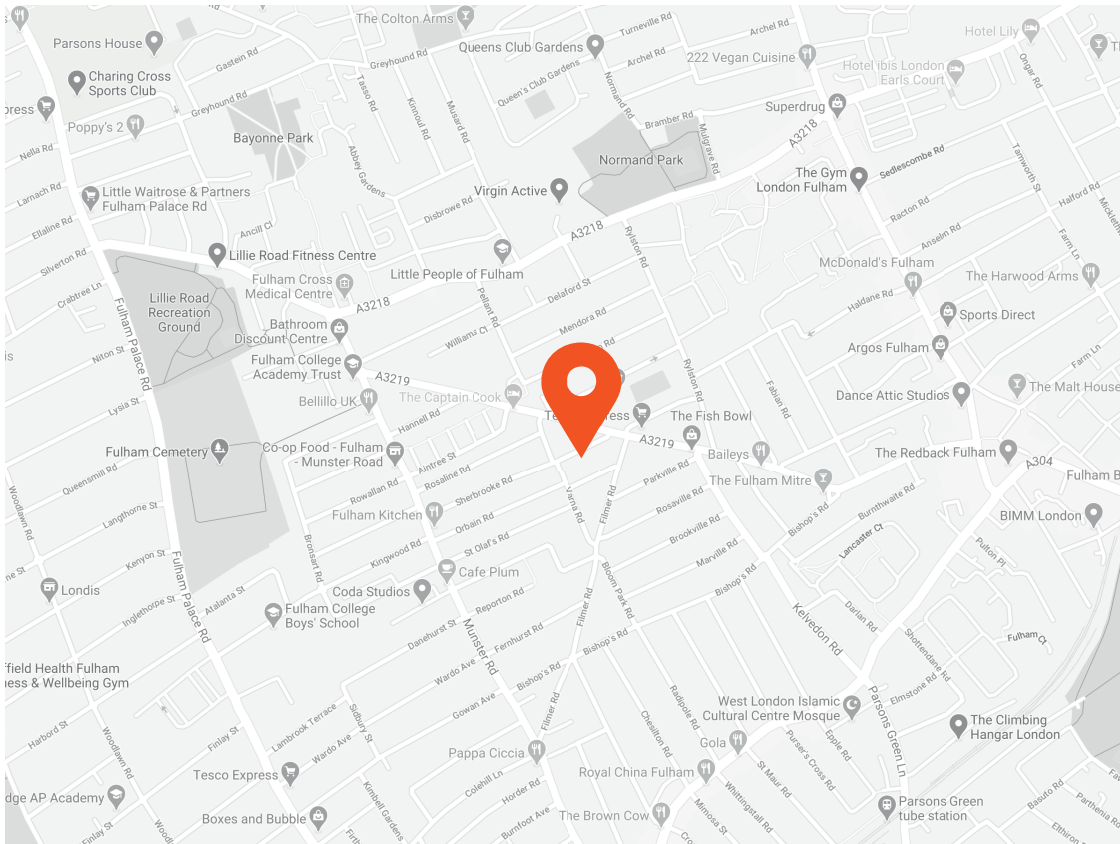 The Colton Arms
Parsons House
Gastein Rd
Greyhound Rd
Queens Club Gardens
Turneville Rd
Archel Rd
Archel Rd
222 Vegan Cuisine
Hotel Lily
Hotel ibis London
Earls Court
Ongar Rd
Charing Cross
Sports Club
Poppy's 2
Greyhound Rd
Tasso Rd
Kinnoul Rd
Musard Rd
Queen's Club Gardens
Normand Rd
Bramber Rd
Mulgrave Rd
Superdrug
A3218
Bayonne Park
Nella Rd
Larnach Rd
Ellaline Rd
Silverton Rd
Crabtree Ln
Little Waitrose & Partners
Fulham Palace Rd
Ancill Cl
Abbey Gardens
Disbrowe Rd
Virgin Active
Normand Park
The Gym
London Fulham
Sedlescombe Rd
Racton Rd
Anselm Rd
Tamworth St
Halford Rd
Farm Ln
Lillie Road Fitness Centre
Fulham Cross
Medical Centre
Little People of Fulham
A3218
Rylston Rd
McDonald's Fulham
The Harwood Arms
Lillie Road
Recreation
Ground
Fulham Palace Rd
A3218
Bathroom
Discount Centre
Pellant Rd
Delaford St
Mendora Rd
Haldane Rd
Sports Direct
Argos Fulham
Farm Ln
Niton St
Lysia St
Fulham College
Academy Trust
A3219
Bellillo UK
The Captain Cook
Rylston Rd
Fabian Rd
Dance Attic Studios
The Malt House
Hannell Rd
The Fish Bowl
A3219
Baileys
The Redback Fulham
A304
Fulham Cemetery
Co-op Food - Fulham
- Munster Road
Aintree St
Rosaline Rd
Rowallan Rd
Sherbrooke Rd
Parkville Rd
The Fulham Mitre
Queensmill Rd
Woodlawn Rd
Langthorne St
Fulham Kitchen
Orbain Rd
Varna Rd
Filmer Rd
Rosaville Rd
Bishop's Rd
Burnthwaite Rd
BIMM London
Kingwood Rd
St Olaf's Rd
Brookville Rd
Marville Rd
Lancaster Ct
Pulton Pl
Kenyon St
Bronsart Rd
Cafe Plum
Londis
Inglethorpe St
Atalanta St
Fulham College
Boys' School
Coda Studios
Reporton Rd
Bloom Park Rd
Bishop's Rd
Fulham Palace Rd
Danehurst St
Filmer Rd
Kelvedon Rd
Darlan Rd
Shottendane Rd
Fulham Ct
Munster Rd
Fernhurst Rd
Bishop's Rd
Wardo Ave
Bishop's Rd
Elmstone Rd
Gowan Ave
Filmer Rd
Radipole Rd
Chesilton Rd
West London Islamic
Cultural Centre Mosque
Parsons Green Ln
The Climbing
Hangar London
Harbord St
Woodlawn Rd
Finlay St
Lambrook Terrace
Sidbury St
Wardo Ave
Pappa Ciccia
Gola
Epple Rd
Purser's Cross Rd
St Maur Rd
Tesco Express
Colehill Ln
Royal China Fulham
Whittingstall Rd
Mimosa St
Horder Rd
Kimbell Gardens
Finlay St
Boxes and Bubble
Burnfoot Ave
The Brown Cow
Parsons Green
tube station
Basuto Rd
Parthenia Rd
Elthiron Rd